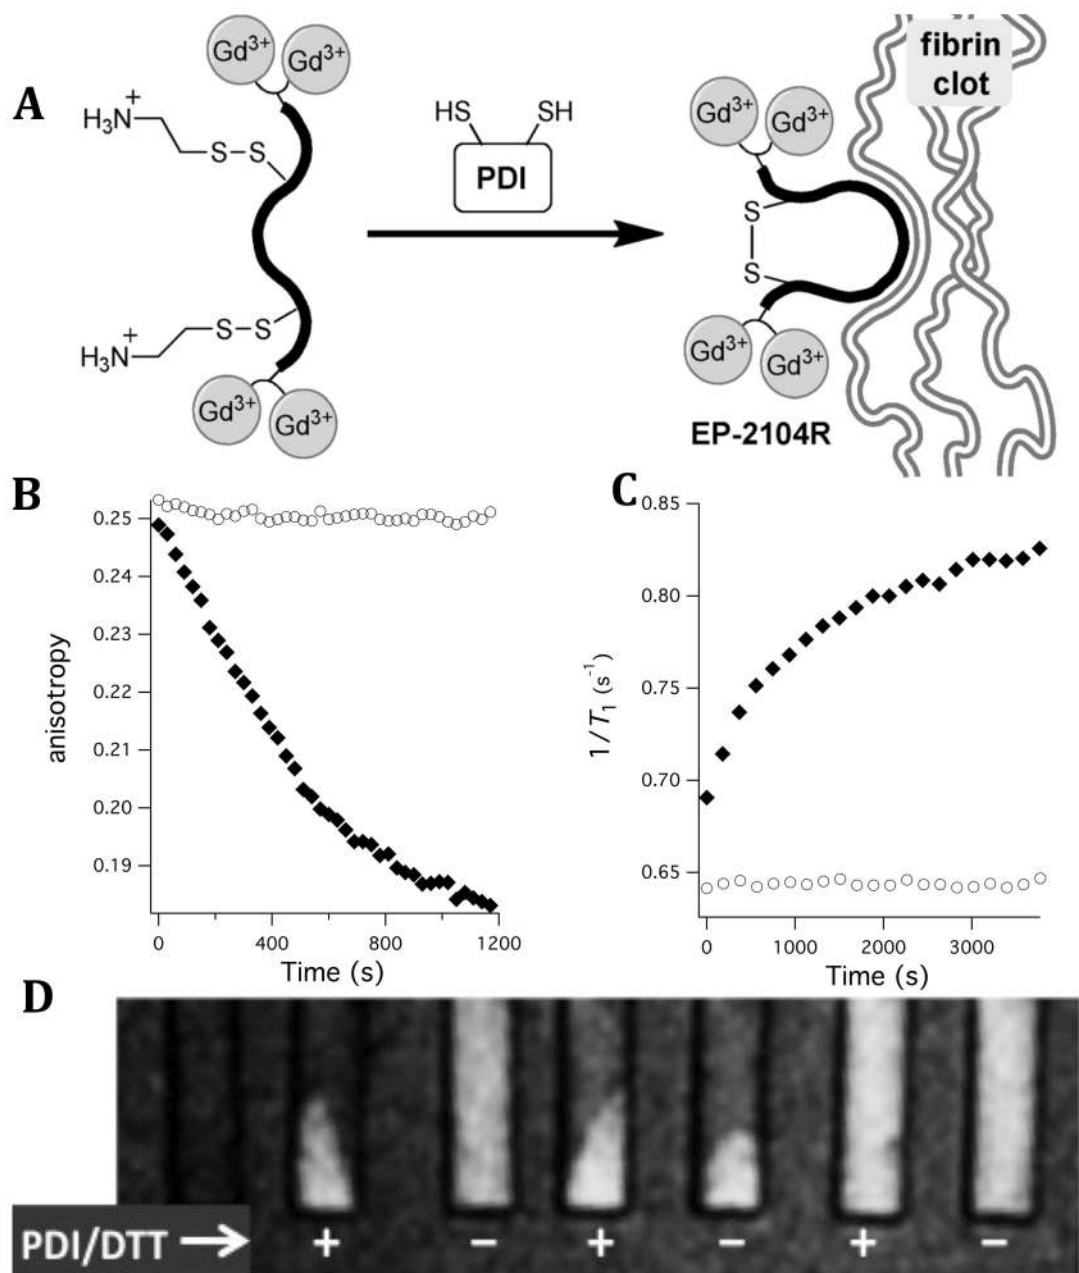 A
Gd3+
Gd3+
H3N+
S–S
H3N+
S–S
Gd3+
Gd3+
HS
SH
PDI
Gd3+
Gd3+
S
S
Gd3+
Gd3+
EP-2104R
fibrin
clot
B
0.25
0.24
0.23
0.22
0.21
0.20
0.19
anisotropy
0
400
800
1200
Time (s)
C
0.85
0.80
0.75
0.70
0.65
1/T1 (s-1)
0
1000
2000
3000
Time (s)
D
PDI/DTT → + − + − + −